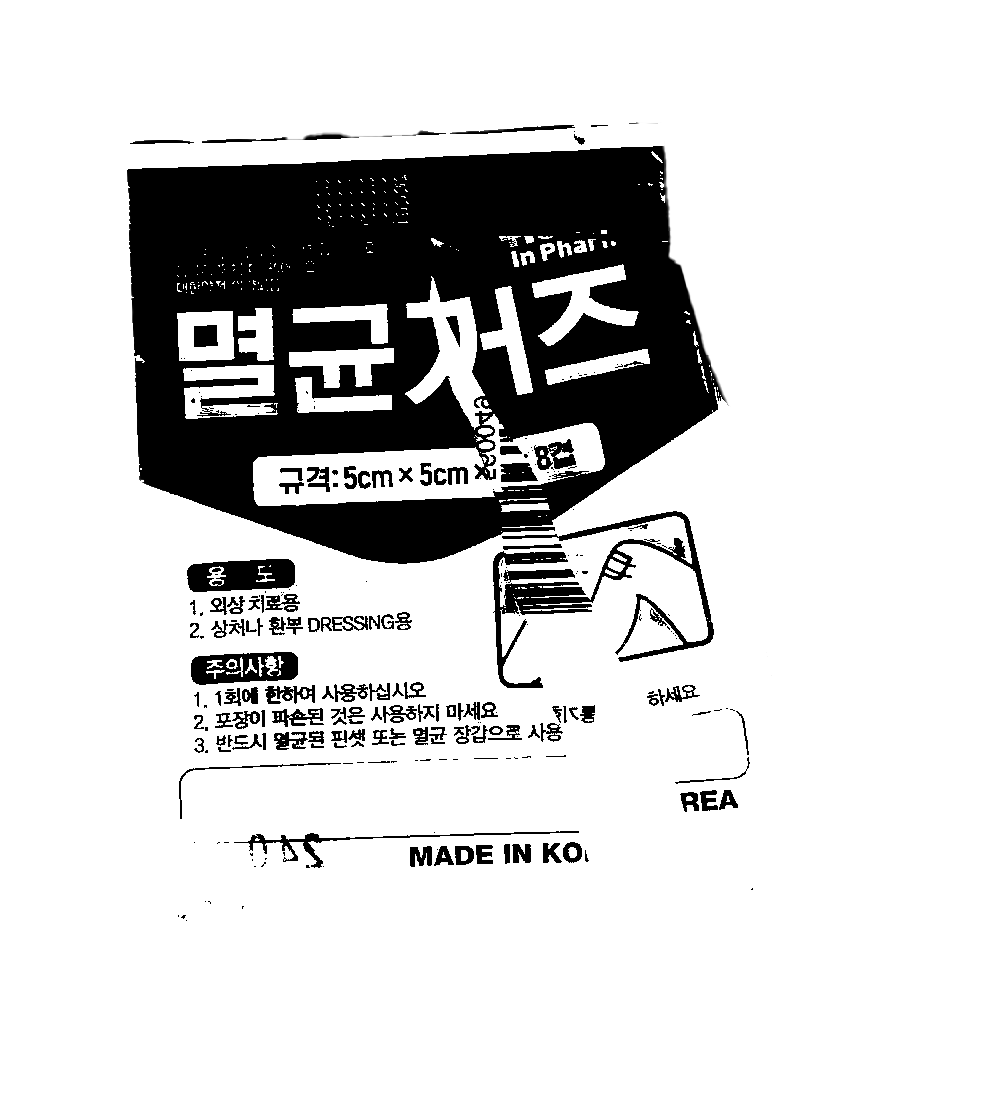 In Phar
멸균거즈
규격: 5cm × 5cm × 8겹
용 도
1. 외상 치료용
2. 상처나 환부 DRESSING용
주의사항
1. 1회에 한하여 사용하십시오
2. 포장이 파손된 것은 사용하지 마세요
3. 반드시 멸균된 핀셋 또는 멸균 장갑으로 사용 하세요
MADE IN KO REA